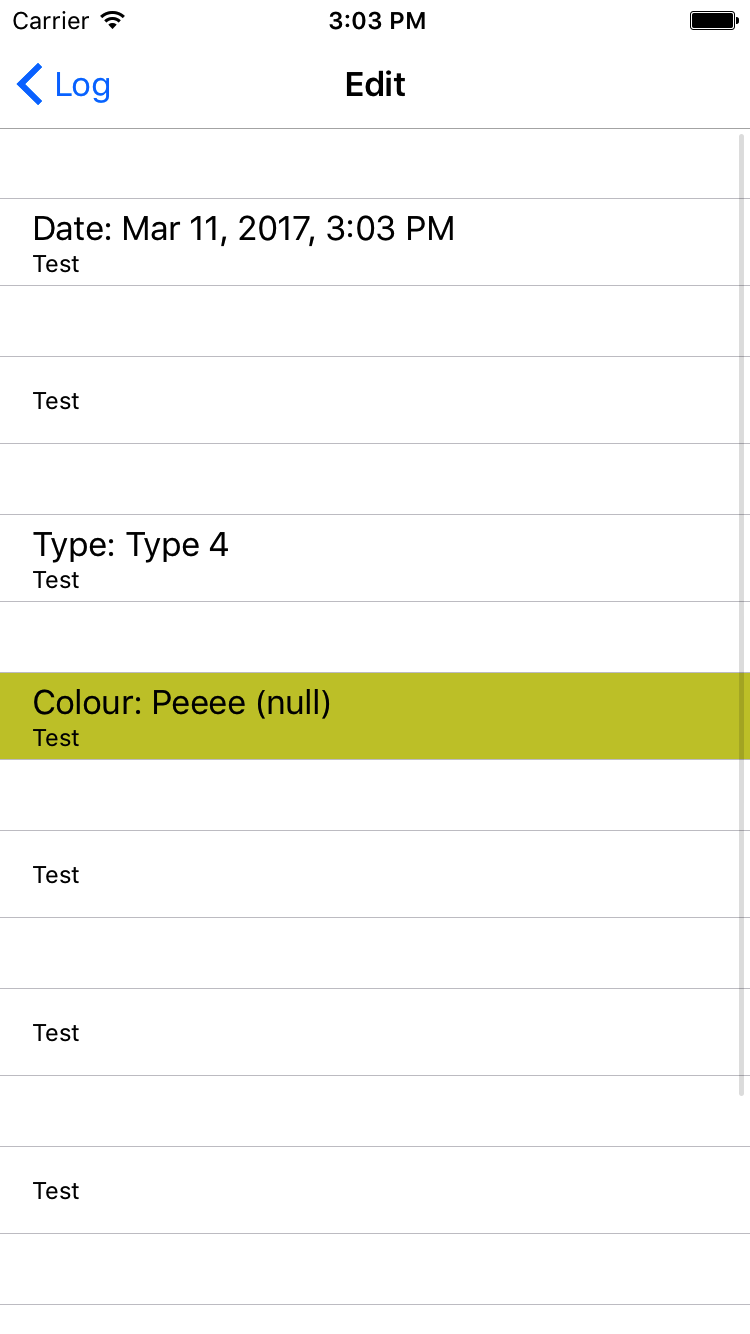 Carrier 3:03 PM
Log Edit
Date: Mar 11, 2017, 3:03 PM
Test
Test
Type: Type 4
Test
Colour: Peeee (null)
Test
Test
Test
Test